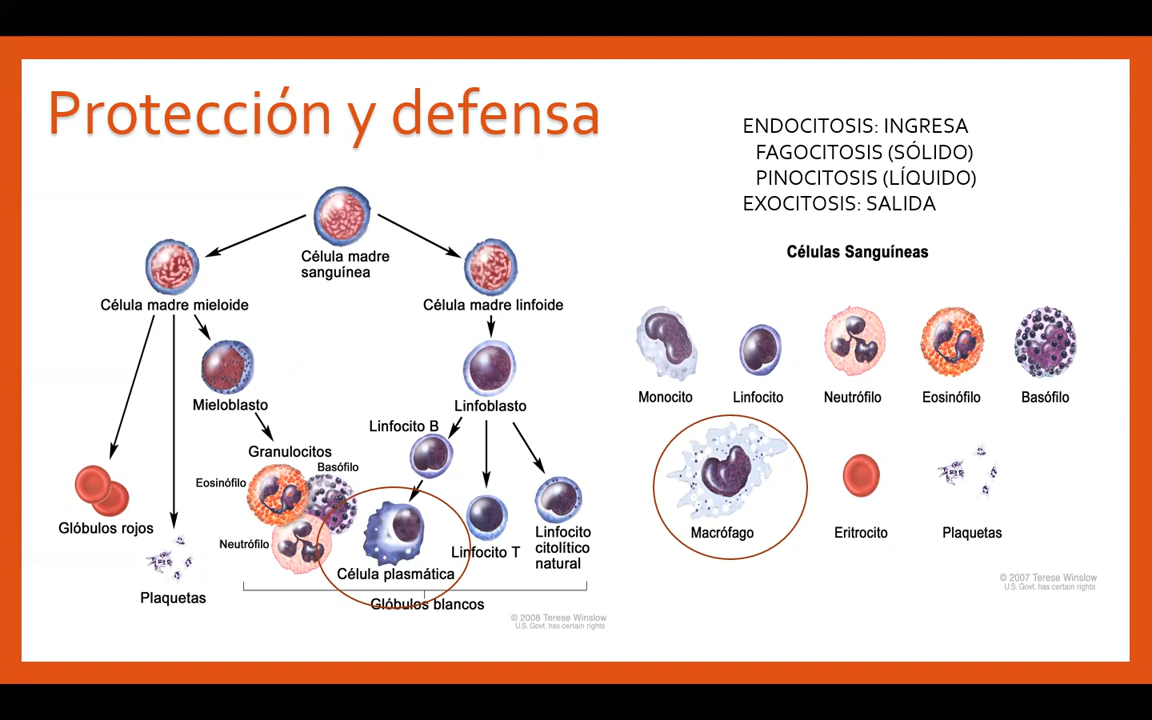 Protección y defensa
ENDOCITOSIS: INGRESA
FAGOCITOSIS (SÓLIDO)
PINOCITOSIS (LÍQUIDO)
EXOCITOSIS: SALIDA
Célula madre
sanguínea
Célula madre mieloide
Célula madre linfoide
Mieloblasto
Linfoblasto
Linfocito B
Granulocitos
Basófilo
Eosinófilo
Neutrófilo
Glóbulos rojos
Plaquetas
Célula plasmática
Linfocito T
Linfocito
citolítico
natural
Glóbulos blancos
© 2008 Terese Winslow
U.S. Govt. has certain rights
Células Sanguíneas
Monocito
Linfocito
Neutrófilo
Eosinófilo
Basófilo
Macrófago
Eritrocito
Plaquetas
© 2007 Terese Winslow
U.S. Govt. has certain rights